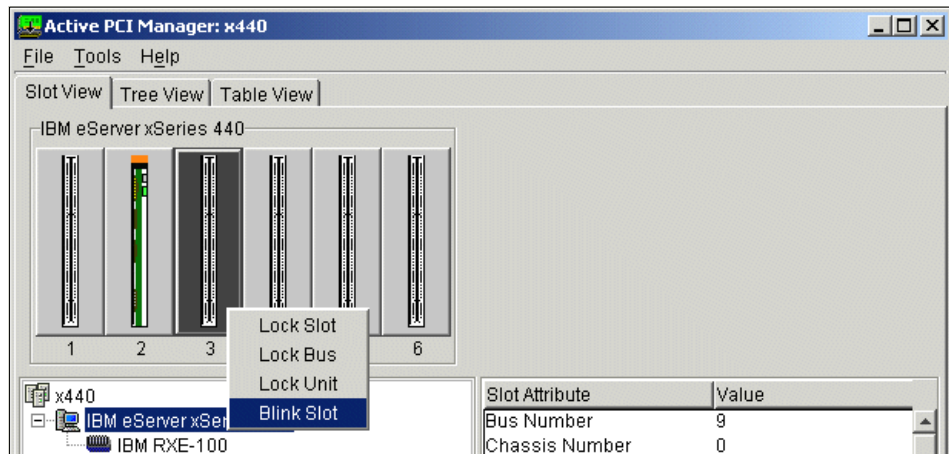 Active PCI Manager: x440
File Tools Help
Slot View Tree View Table View
IBM eServer xSeries 440
1 2 3 6
Lock Slot
Lock Bus
Lock Unit
Blink Slot
x440
IBM eServer xSer
IBM RXE-100
Slot Attribute Value
Bus Number 9
Chassis Number 0